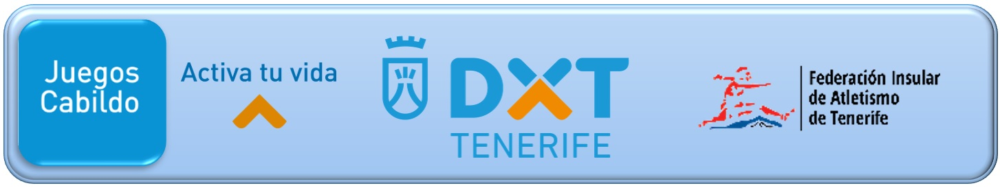 Juegos
Cabildo
Activa tu vida
DXT
TENERIFE
Federación Insular
de Atletismo
de Tenerife